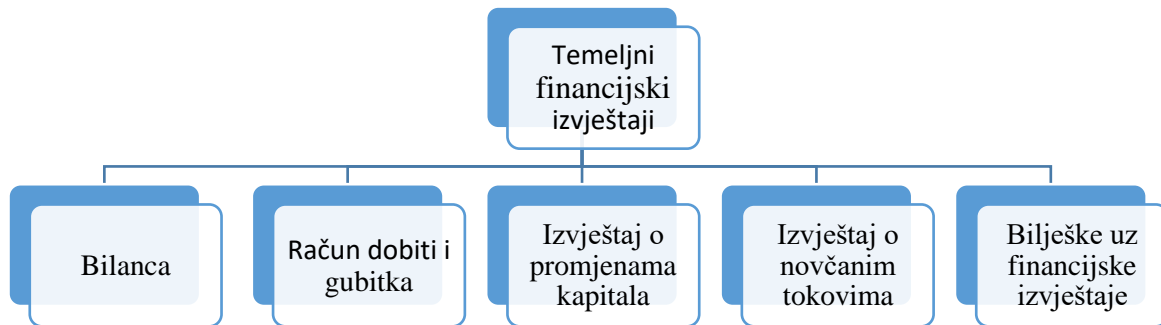 Temeljni
financijski
izvještaji
Bilanca
Račun dobiti i
gubitka
Izvještaj o
promjenama
kapitala
Izvještaj o
novčanim
tokovima
Bilješke uz
financijske
izvještaje